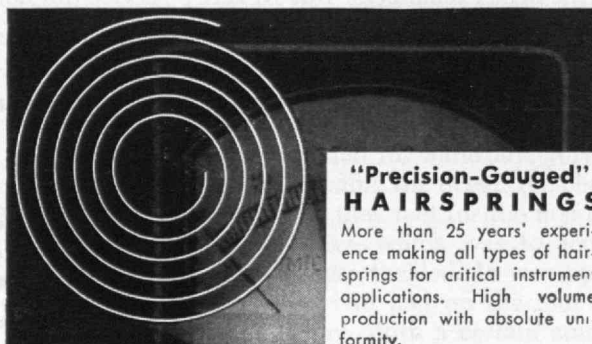 "Precision-Gauged"
HAIRSPRINGS
More than 25 years' experi-
ence making all types of hair-
springs for critical instrument
applications. High volume
production with absolute uni-
formity.